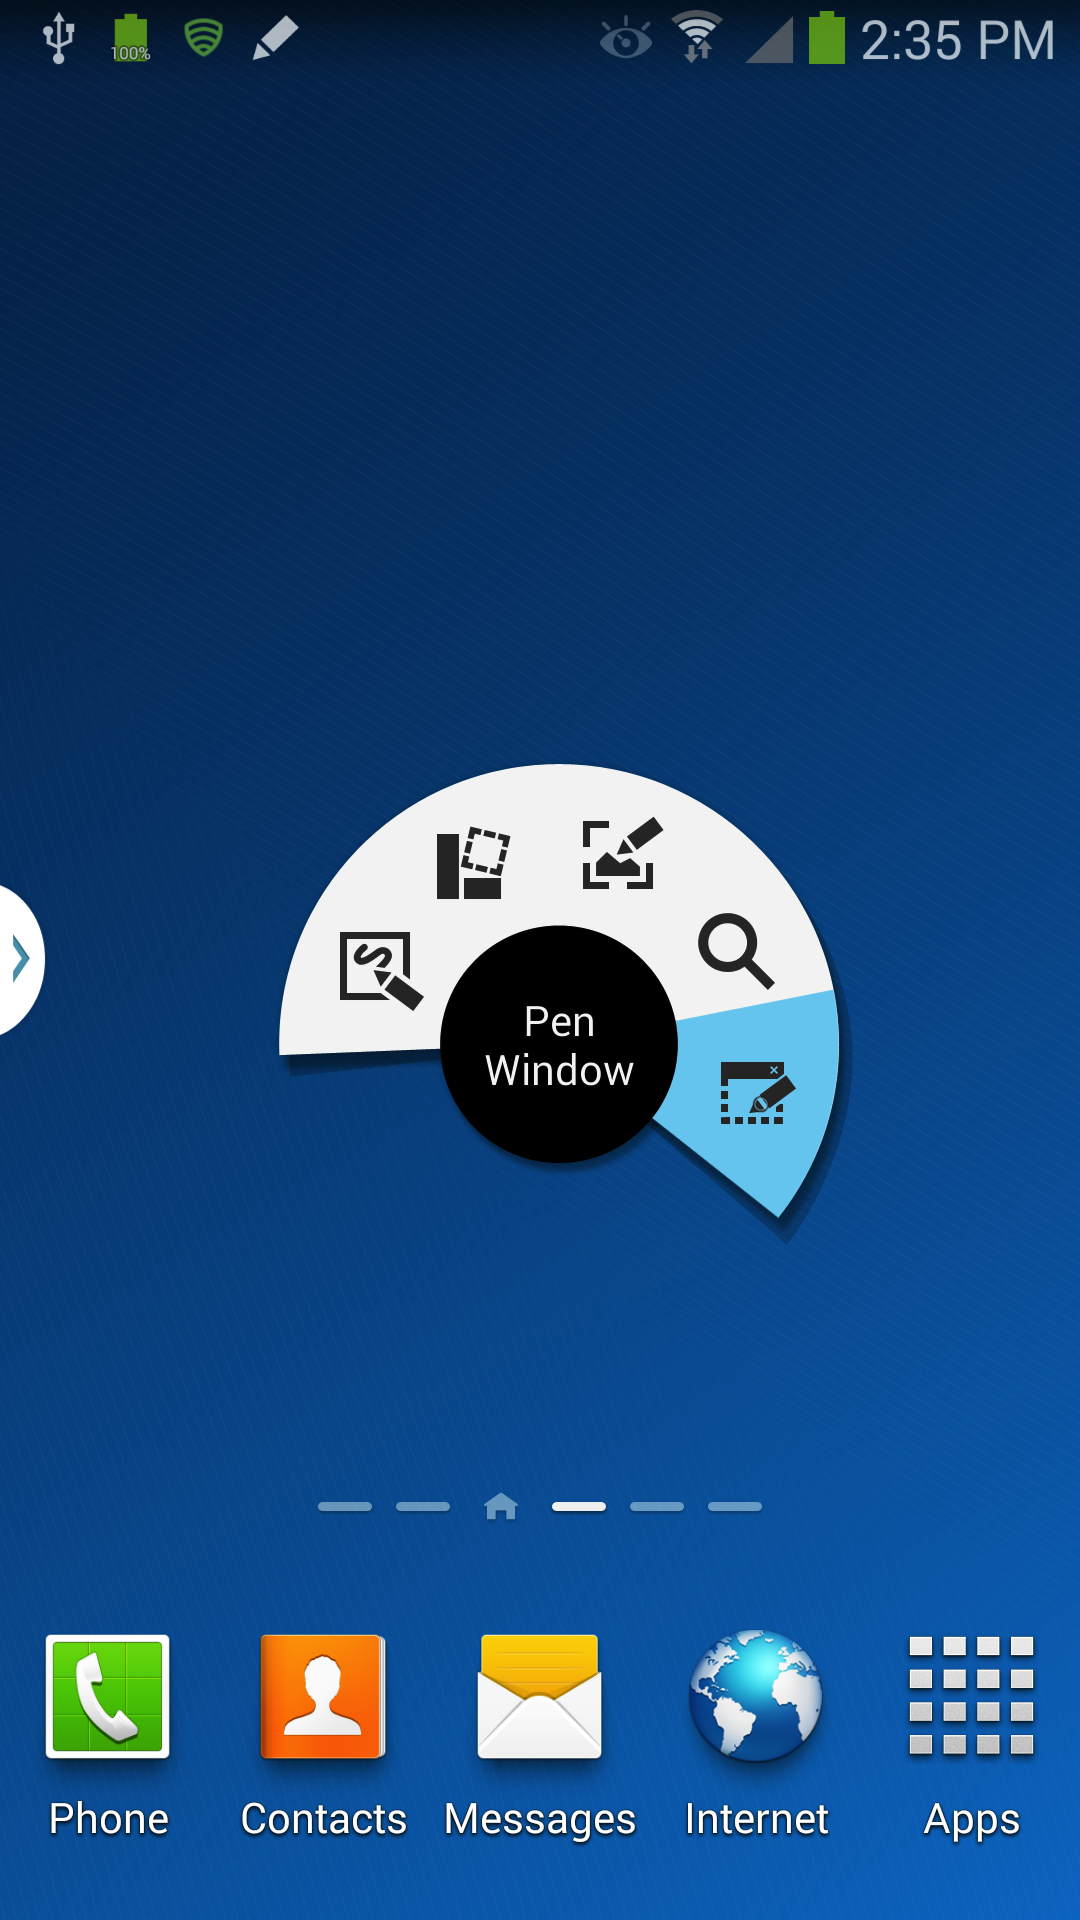 100%
2:35 PM
Pen
Window
Phone
Contacts
Messages
Internet
Apps